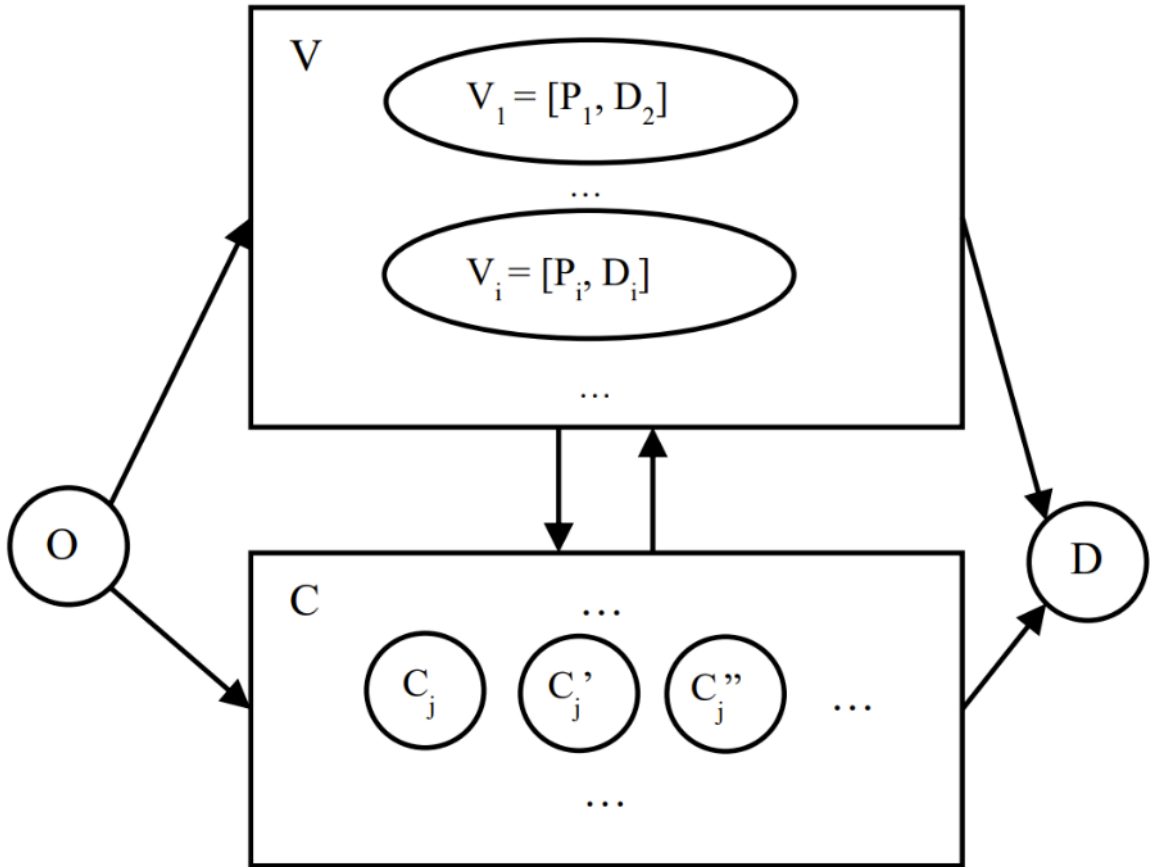 V
V₁ = [P₁, D₂]
...
Vᵢ = [Pᵢ, Dᵢ]
...
O
D
C
...
Cⱼ Cⱼ’ Cⱼ” ...
...